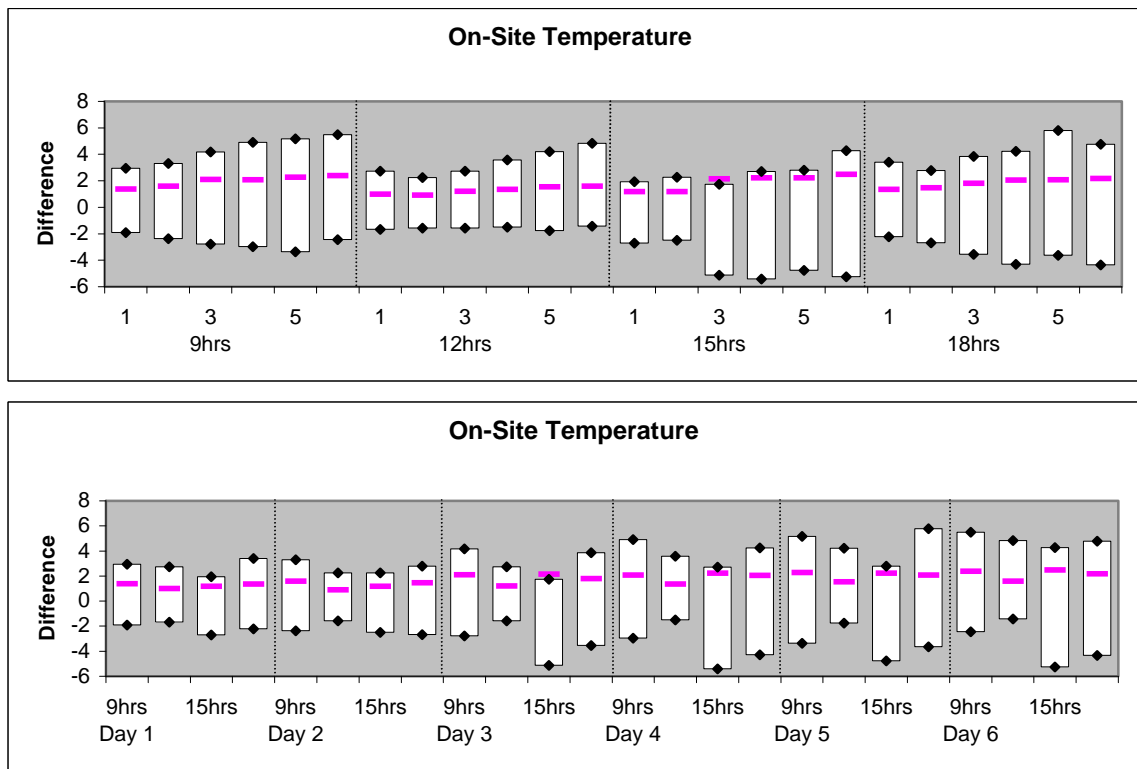 On-Site Temperature
8
6
4
2
0
-2
-4
-6
Difference
1 3 5 1 3 5 1 3 5 1 3 5
9hrs 12hrs 15hrs 18hrs
On-Site Temperature
8
6
4
2
0
-2
-4
-6
Difference
9hrs 15hrs 9hrs 15hrs 9hrs 15hrs 9hrs 15hrs 9hrs 15hrs 9hrs 15hrs
Day 1 Day 2 Day 3 Day 4 Day 5 Day 6